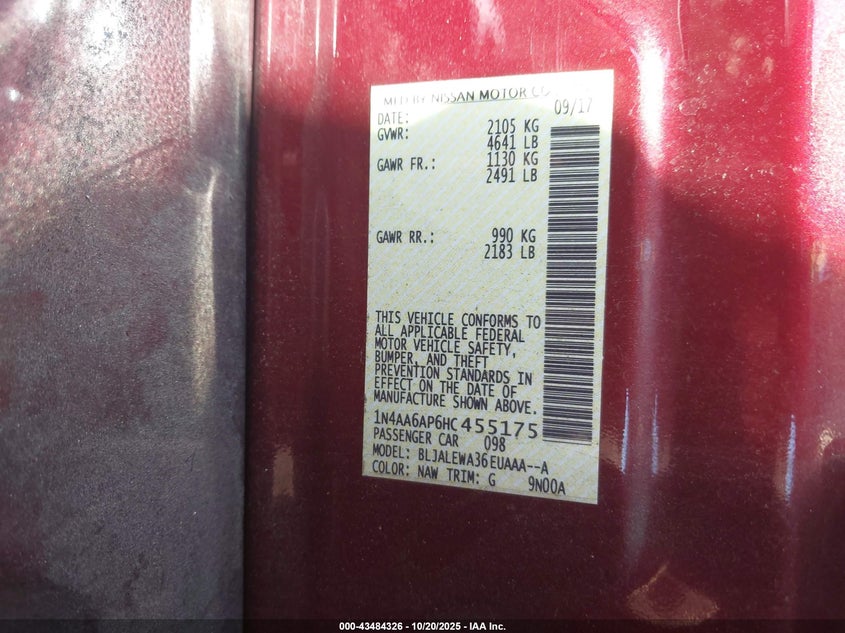 MFD BY NISSAN MOTOR CO
DATE: 09/17
GVWR: 2105 KG
4641 LB
GAWR FR.: 1130 KG
2491 LB
GAWR RR.: 990 KG
2183 LB
THIS VEHICLE CONFORMS TO
ALL APPLICABLE FEDERAL
MOTOR VEHICLE SAFETY,
BUMPER, AND THEFT
PREVENTION STANDARDS IN
EFFECT ON THE DATE OF
MANUFACTURE SHOWN ABOVE.
1N4AA6AP6HC455175
PASSENGER CAR 098
MODEL: BLJALEWA36EUAAA--A
COLOR: NAW TRIM: G 9N00A
000-43484326 - 10/20/2025 - IAA Inc.